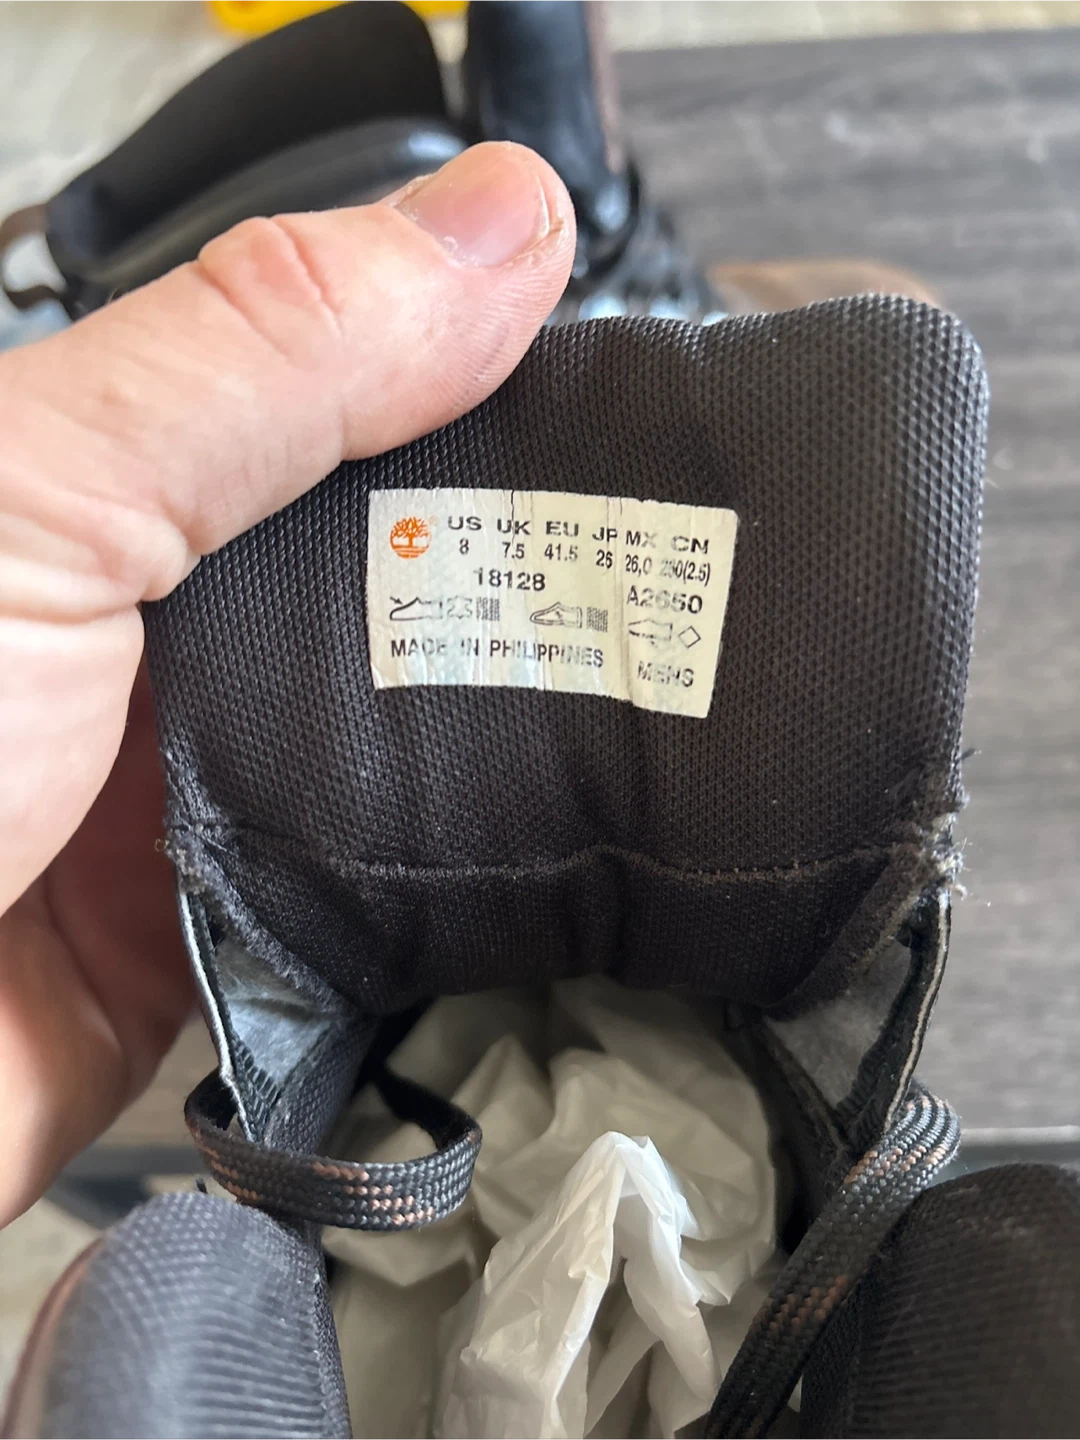 US UK EU JP MX CN
8 7.5 41.5 26 26,0 260(2.5)
18128 A2650
MADE IN PHILIPPINES MENS